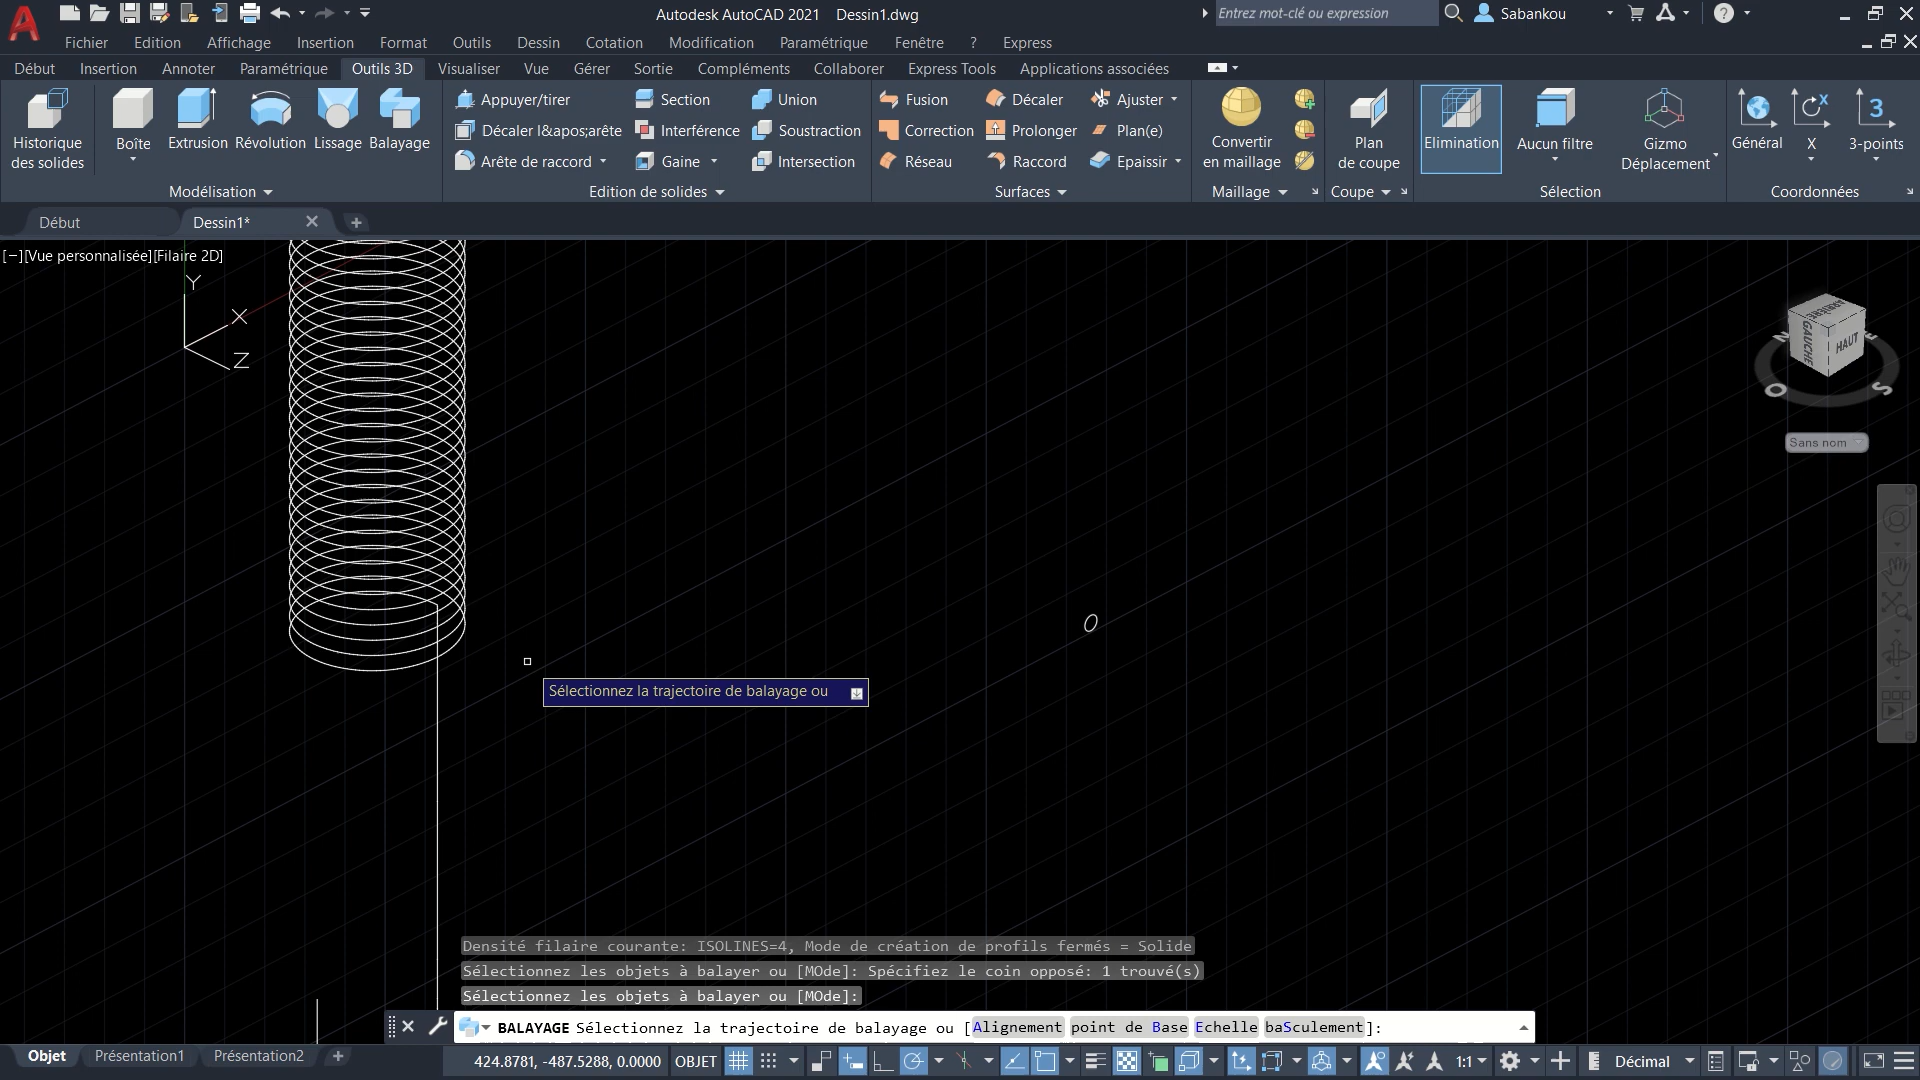 Autodesk AutoCAD 2021 Dessin1.dwg
Entrez mot-clé ou expression
Sabankou
Fichier Edition Affichage Insertion Format Outils Dessin Cotation Modification Paramétrique Fenêtre ? Express
Début Insertion Annoter Paramétrique Outils 3D Visualiser Vue Gérer Sortie Compléments Collaborer Express Tools Applications associées
Historique des solides
Boîte
Extrusion
Révolution
Lissage
Balayage
Appuyer/tirer
Décaler l&apos;arête
Arête de raccord
Section
Interférence
Gaine
Union
Soustraction
Intersection
Fusion
Correction
Réseau
Décaler
Prolonger
Raccord
Ajuster
Plan(e)
Epaissir
Convertir en maillage
Plan de coupe
Elimination
Aucun filtre
Gizmo Déplacement
Général
X
3-points
Modélisation
Edition de solides
Surfaces
Maillage
Coupe
Sélection
Coordonnées
Début
Dessin1*
[−][Vue personnalisée][Filaire 2D]
Y
X
Z
ARRIÈRE
GAUCHE
HAUT
N
E
O
S
Sans nom
Sélectionnez la trajectoire de balayage ou
Densité filaire courante: ISOLINES=4, Mode de création de profils fermés = Solide
Sélectionnez les objets à balayer ou [MOde]: Spécifiez le coin opposé: 1 trouvé(s)
Sélectionnez les objets à balayer ou [MOde]:
BALAYAGE Sélectionnez la trajectoire de balayage ou [Alignement point de Base Echelle baSculement]:
Objet Présentation1 Présentation2
424.8781, -487.5288, 0.0000 OBJET
1:1
Décimal